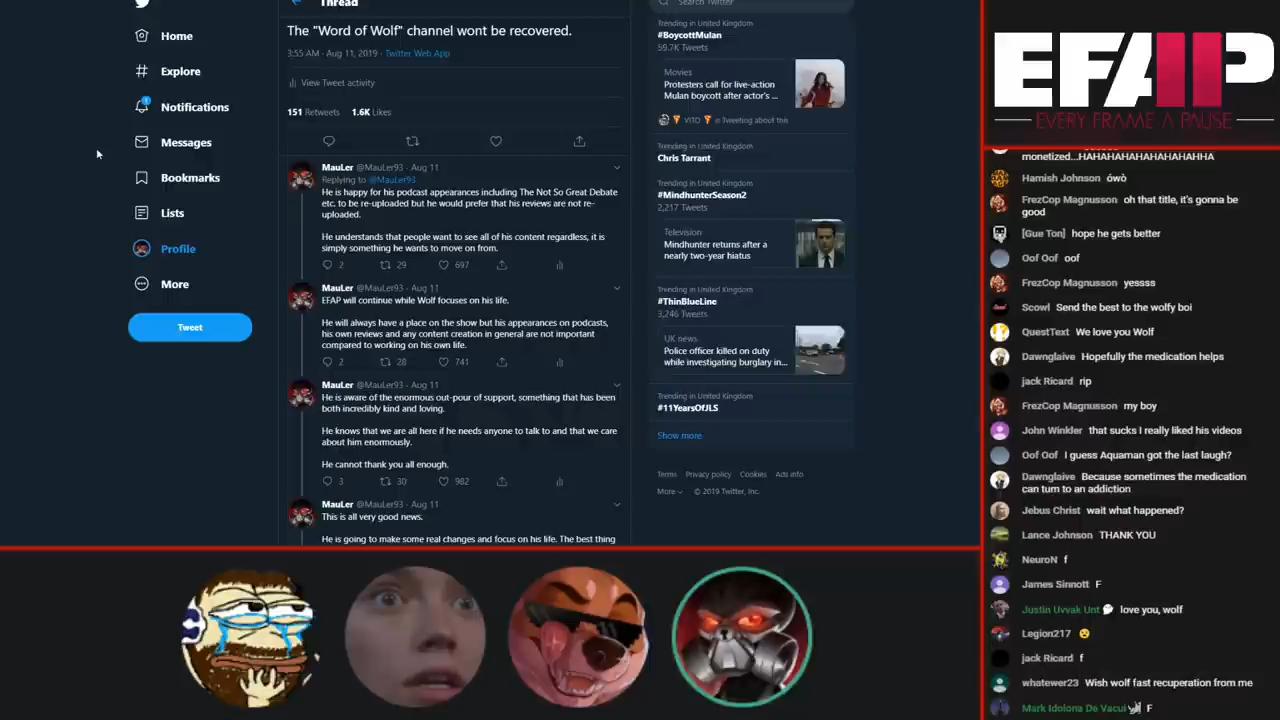 Thread
Search Twitter
Home
Explore
1
Notifications
Messages
Bookmarks
Lists
Profile
More
Tweet
The "Word of Wolf" channel wont be recovered.
3:55 AM - Aug 11, 2019 · Twitter Web App
View Tweet activity
151 Retweets 1.6K Likes
MauLer @MauLer93 · Aug 11
Replying to @MauLer93
He is happy for his podcast appearances including The Not So Great Debate
etc. to be re-uploaded but he would prefer that his reviews are not re-
uploaded.
He understands that people want to see all of his content regardless, it is
simply something he wants to move on from.
2 29 697
MauLer @MauLer93 · Aug 11
EFAP will continue while Wolf focuses on his life.
He will always have a place on the show but his appearances on podcasts,
his own reviews and any content creation in general are not important
compared to working on his own life.
2 28 741
MauLer @MauLer93 · Aug 11
He is aware of the enormous out-pour of support, something that has been
both incredibly kind and loving.
He knows that we are all here if he needs anyone to talk to and that we care
about him enormously.
He cannot thank you all enough.
3 30 982
MauLer @MauLer93 · Aug 11
This is all very good news.
He is going to make some real changes and focus on his life. The best thing
Trending in United Kingdom
#BoycottMulan
59.7K Tweets
Movies
Protesters call for live-action
Mulan boycott after actor's ...
VITO is Tweeting about this
Trending in United Kingdom
Chris Tarrant
Trending in United Kingdom
#MindhunterSeason2
2,217 Tweets
Television
Mindhunter returns after a
nearly two-year hiatus
Trending in United Kingdom
#ThinBlueLine
3,246 Tweets
UK news
Police officer killed on duty
while investigating burglary in...
Trending in United Kingdom
#11YearsOfJLS
Show more
Terms Privacy policy Cookies Ads info
More © 2019 Twitter, Inc.
EFAP
EVERY FRAME A PAUSE
monetized...HAHAHAHAHAHAHAHHA
Hamish Johnson ówò
FrezCop Magnusson oh that title, it's gonna be
good
[Gue Ton] hope he gets better
Oof Oof oof
FrezCop Magnusson yessss
Scowl Send the best to the wolfy boi
QuestText We love you Wolf
Dawnglaive Hopefully the medication helps
jack Ricard rip
FrezCop Magnusson my boy
John Winkler that sucks I really liked his videos
Oof Oof I guess Aquaman got the last laugh?
Dawnglaive Because sometimes the medication
can turn to an addiction
Jebus Christ wait what happened?
Lance Johnson THANK YOU
NeuroN f
James Sinnott F
Justin Uvvak Unt love you, wolf
Legion217 😮
jack Ricard f
whatewer23 Wish wolf fast recuperation from me
Mark Idolona De Vacui F